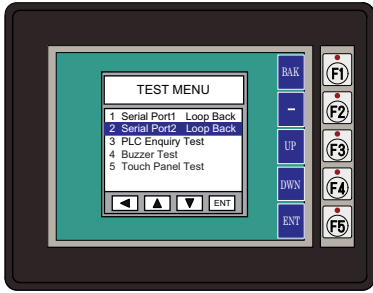 TEST MENU
1 Serial Port1 Loop Back
2 Serial Port2 Loop Back
3 PLC Enquiry Test
4 Buzzer Test
5 Touch Panel Test
ENT
BAK
–
UP
DWN
ENT
F1
F2
F3
F4
F5